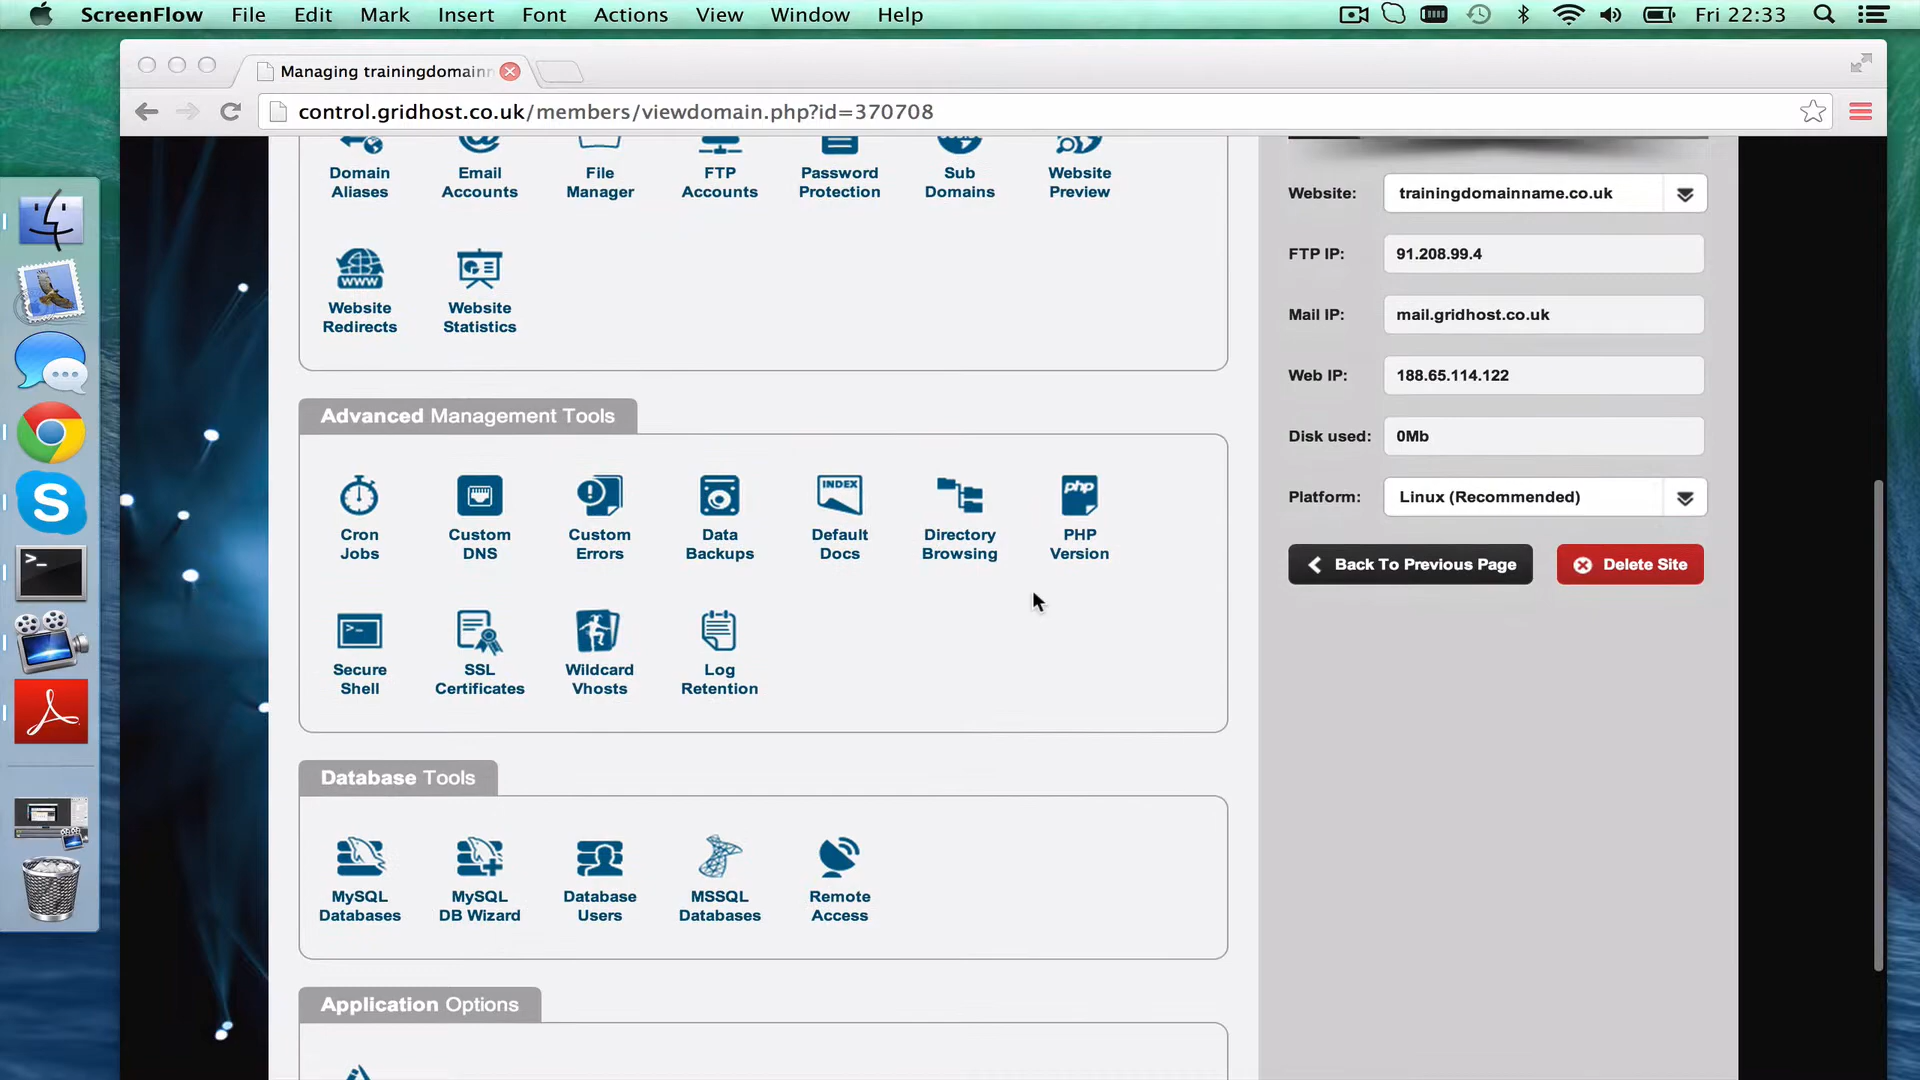 ScreenFlow File Edit Mark Insert Font Actions View Window Help Fri 22:33
Managing trainingdomainn
control.gridhost.co.uk/members/viewdomain.php?id=370708
Domain Aliases
Email Accounts
File Manager
FTP Accounts
Password Protection
Sub Domains
Website Preview
WWW
Website Redirects
Website Statistics
Advanced Management Tools
Cron Jobs
Custom DNS
Custom Errors
Data Backups
INDEX
Default Docs
Directory Browsing
php
PHP Version
Secure Shell
SSL Certificates
Wildcard Vhosts
Log Retention
Database Tools
MySQL Databases
MySQL DB Wizard
Database Users
MSSQL Databases
Remote Access
Application Options
Website: trainingdomainname.co.uk
FTP IP: 91.208.99.4
Mail IP: mail.gridhost.co.uk
Web IP: 188.65.114.122
Disk used: 0Mb
Platform: Linux (Recommended)
Back To Previous Page
Delete Site